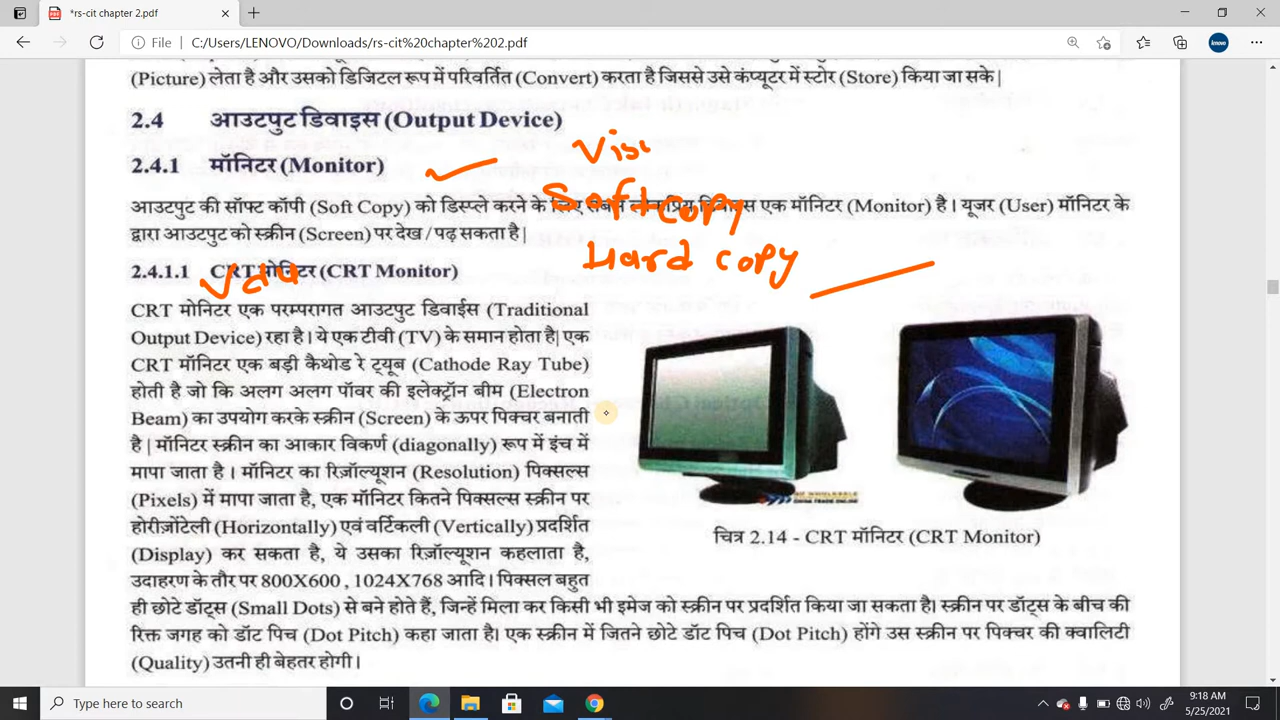 *rs-cit chapter 2.pdf
File C:/Users/LENOVO/Downloads/rs-cit%20chapter%202.pdf
lenovo
(Picture) लेता है और उसको डिजिटल रूप में परिवर्तित (Convert) करता है जिससे उसे कंप्यूटर में स्टोर (Store) किया जा सके|
2.4 आउटपुट डिवाइस (Output Device)
Vis
2.4.1 मॉनिटर (Monitor)
Soft copy
आउटपुट की सॉफ्ट कॉपी (Soft Copy) को डिस्प्ले करने के लिए सबसे लोकप्रिय डिवाइस एक मॉनिटर (Monitor) है। यूजर (User) मॉनिटर के
द्वारा आउटपुट को स्क्रीन (Screen) पर देख / पढ़ सकता है|
Hard copy
2.4.1.1 CRT मोनिटर (CRT Monitor)
Vdu
CRT मोनिटर एक परम्परागत आउटपुट डिवाईस (Traditional
Output Device) रहा है। ये एक टीवी (TV) के समान होता है| एक
CRT मॉनिटर एक बड़ी कैथोड रे ट्यूब (Cathode Ray Tube)
होती है जो कि अलग अलग पॉवर की इलेक्ट्रॉन बीम (Electron
Beam) का उपयोग करके स्क्रीन (Screen) के ऊपर पिक्चर बनाती
है | मॉनिटर स्क्रीन का आकार विकर्ण (diagonally) रूप में इंच में
मापा जाता है । मॉनिटर का रिज़ॉल्यूशन (Resolution) पिक्सल्स
(Pixels) में मापा जाता है, एक मॉनिटर कितने पिक्सल्स स्क्रीन पर
होरीज़ोंटेली (Horizontally) एवं वर्टिकली (Vertically) प्रदर्शित
(Display) कर सकता है, ये उसका रिज़ॉल्यूशन कहलाता है,
उदाहरण के तौर पर 800X600 , 1024X768 आदि। पिक्सल बहुत
चित्र 2.14 - CRT मॉनिटर (CRT Monitor)
ही छोटे डॉट्स (Small Dots) से बने होते हैं, जिन्हें मिला कर किसी भी इमेज को स्क्रीन पर प्रदर्शित किया जा सकता है। स्क्रीन पर डॉट्स के बीच की
रिक्त जगह को डॉट पिच (Dot Pitch) कहा जाता है। एक स्क्रीन में जितने छोटे डॉट पिच (Dot Pitch) होंगे उस स्क्रीन पर पिक्चर की क्वालिटी
(Quality) उतनी ही बेहतर होगी।
Type here to search
9:18 AM
5/25/2021